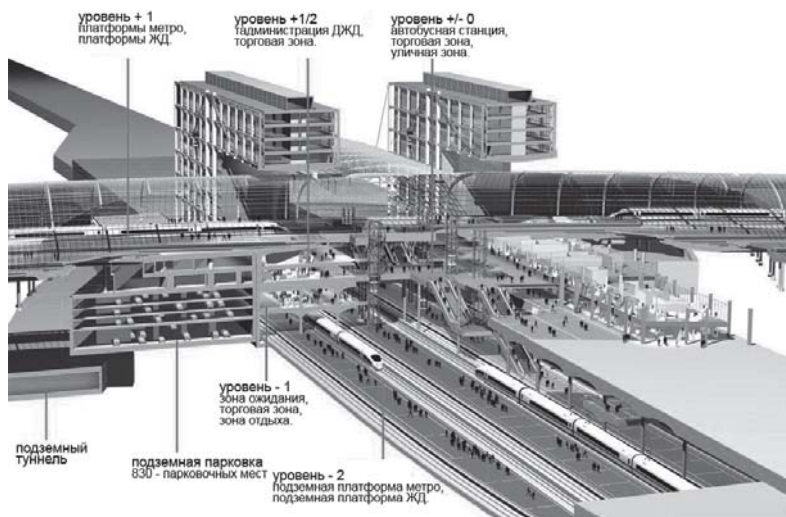 уровень + 1
платформы метро,
платформы ЖД.
уровень +1/2
тадминистрация ДЖД,
торговая зона.
уровень +/- 0
автобусная станция,
торговая зона,
уличная зона.
уровень - 1
зона ожидания,
торговая зона,
зона отдыха.
подземный
туннель
подземная парковка
830 - парковочных мест
уровень - 2
подземная платформа метро,
подземная платформа ЖД.